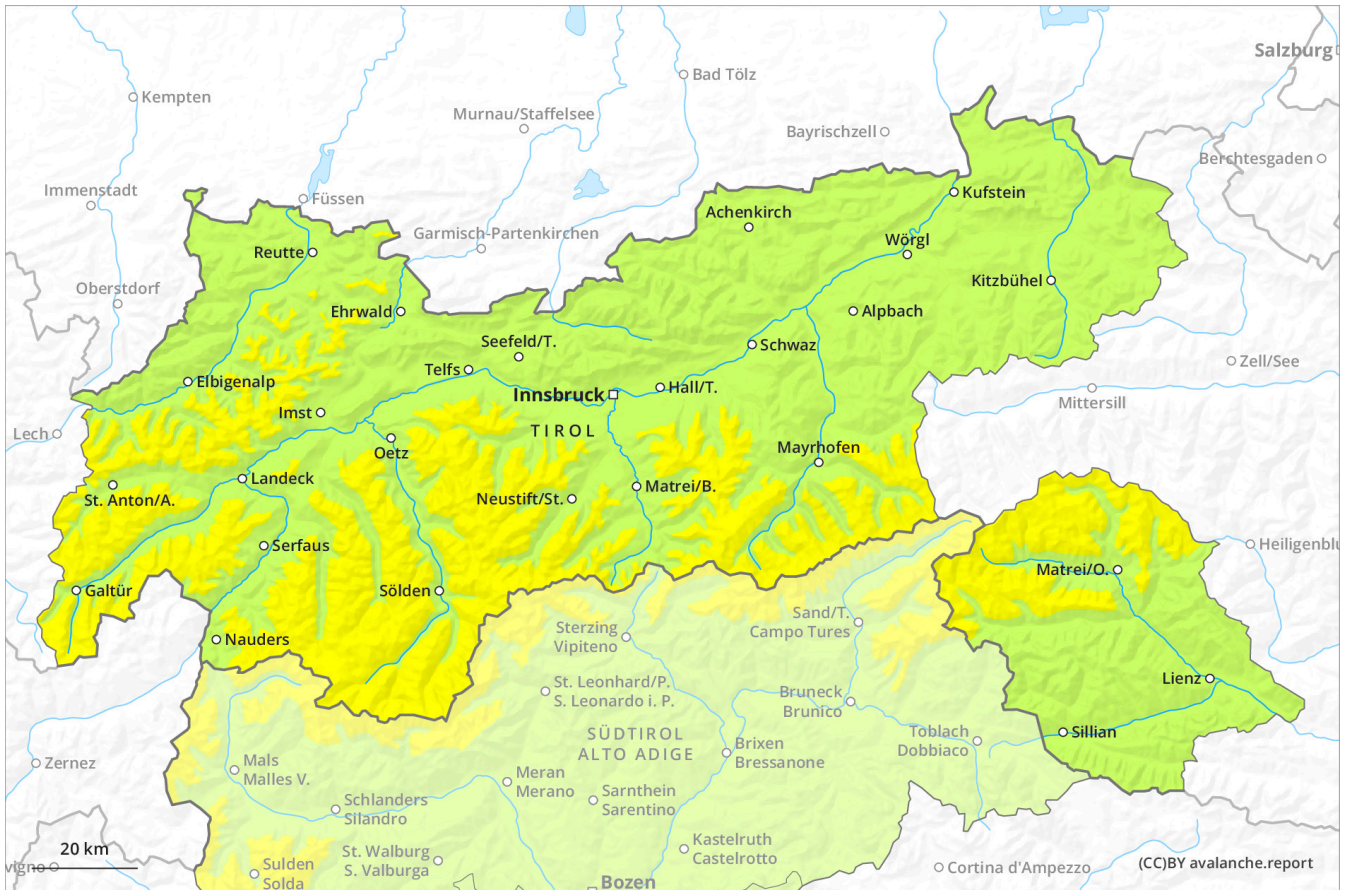 Salzburg
Bad Tölz
Kempten
Murnau/Staffelsee
Bayrischzell
Berchtesgaden
Immenstadt
Füssen
Kufstein
Achenkirch
Garmisch-Partenkirchen
Wörgl
Reutte
Kitzbühel
Oberstdorf
Ehrwald
Alpbach
Seefeld/T.
Schwaz
Zell/See
Telfs
Elbigenalp
Innsbruck
Hall/T.
Mittersill
Imst
Lech
TIROL
Oetz
Mayrhofen
Landeck
Matrei/B.
St. Anton/A.
Neustift/St.
Serfaus
Heiligenblu
Matrei/O.
Galtür
Sölden
Sand/T.
Campo Tures
Sterzing
Vipiteno
Nauders
Lienz
St. Leonhard/P.
S. Leonardo i. P.
Bruneck
Brunico
SÜDTIROL
ALTO ADIGE
Toblach
Dobbiaco
Sillian
Brixen
Bressanone
Zernez
Mals
Malles V.
Meran
Merano
Sarnthein
Sarentino
Schlanders
Silandro
Kastelruth
Castelrotto
20 km
St. Walburg
S. Valburga
vigno
Sulden
Solda
Cortina d'Ampezzo
(CC)BY avalanche.report
Bozen